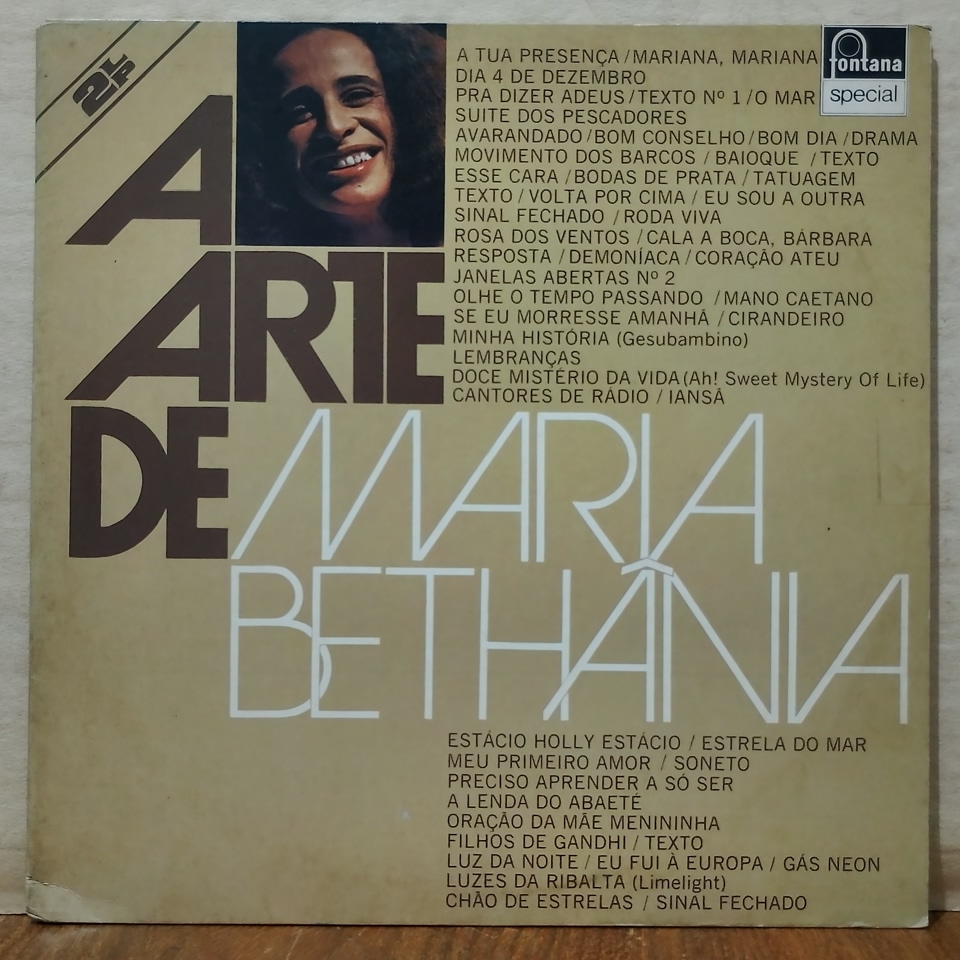 2 LP
A TUA PRESENÇA / MARIANA, MARIANA
DIA 4 DE DEZEMBRO
PRA DIZER ADEUS / TEXTO Nº 1 / O MAR
SUITE DOS PESCADORES
AVARANDADO / BOM CONSELHO / BOM DIA / DRAMA
MOVIMENTO DOS BARCOS / BAIOQUE / TEXTO
ESSE CARA / BODAS DE PRATA / TATUAGEM
TEXTO / VOLTA POR CIMA / EU SOU A OUTRA
SINAL FECHADO / RODA VIVA
ROSA DOS VENTOS / CALA A BOCA, BÁRBARA
RESPOSTA / DEMONÍACA / CORAÇÃO ATEU
JANELAS ABERTAS Nº 2
OLHE O TEMPO PASSANDO / MANO CAETANO
SE EU MORRESSE AMANHÃ / CIRANDEIRO
MINHA HISTÓRIA (Gesubambino)
LEMBRANÇAS
DOCE MISTÉRIO DA VIDA (Ah! Sweet Mystery Of Life)
CANTORES DE RÁDIO / IANSÃ
fontana
special
A
ARTE
DE MARIA
BETHÂNIA
ESTÁCIO HOLLY ESTÁCIO / ESTRELA DO MAR
MEU PRIMEIRO AMOR / SONETO
PRECISO APRENDER A SÓ SER
A LENDA DO ABAETÉ
ORAÇÃO DA MÃE MENININHA
FILHOS DE GANDHI / TEXTO
LUZ DA NOITE / EU FUI À EUROPA / GÁS NEON
LUZES DA RIBALTA (Limelight)
CHÃO DE ESTRELAS / SINAL FECHADO